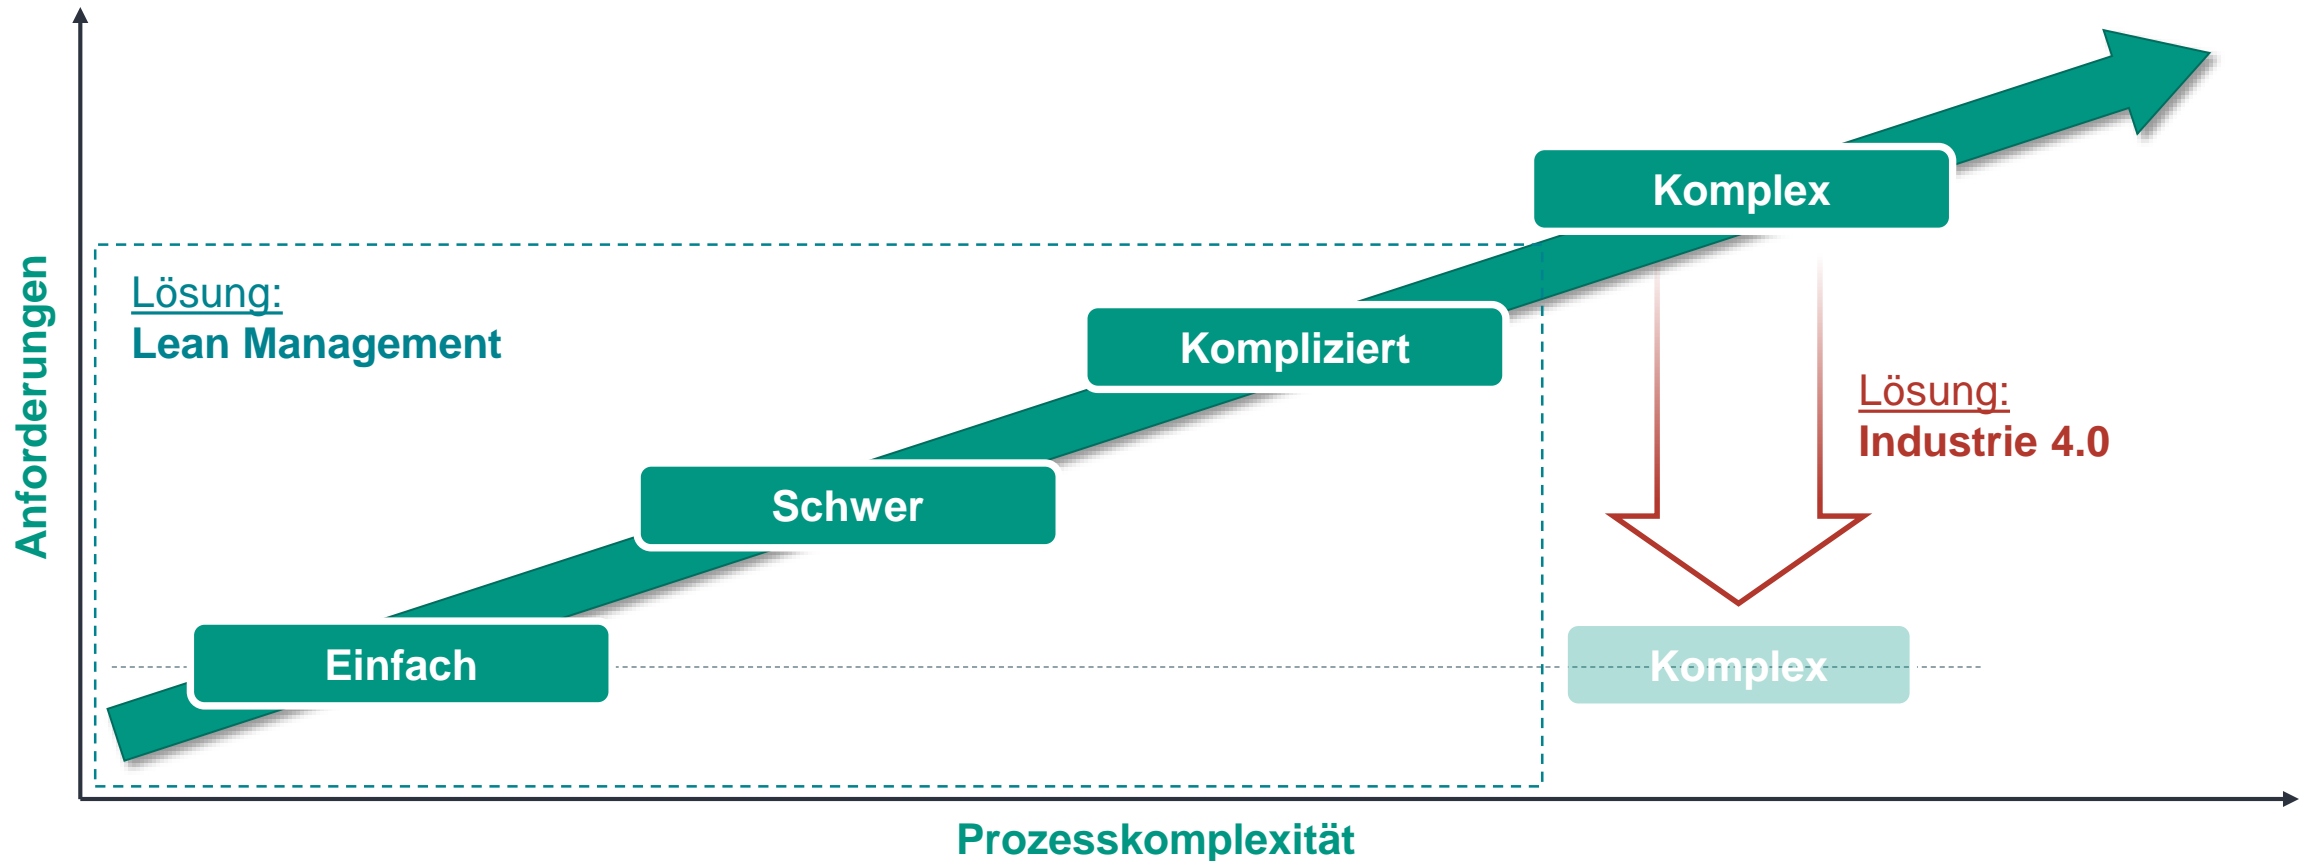 Anforderungen
Lösung:
Lean Management
Einfach
Schwer
Kompliziert
Komplex
Lösung:
Industrie 4.0
Komplex
Prozesskomplexität